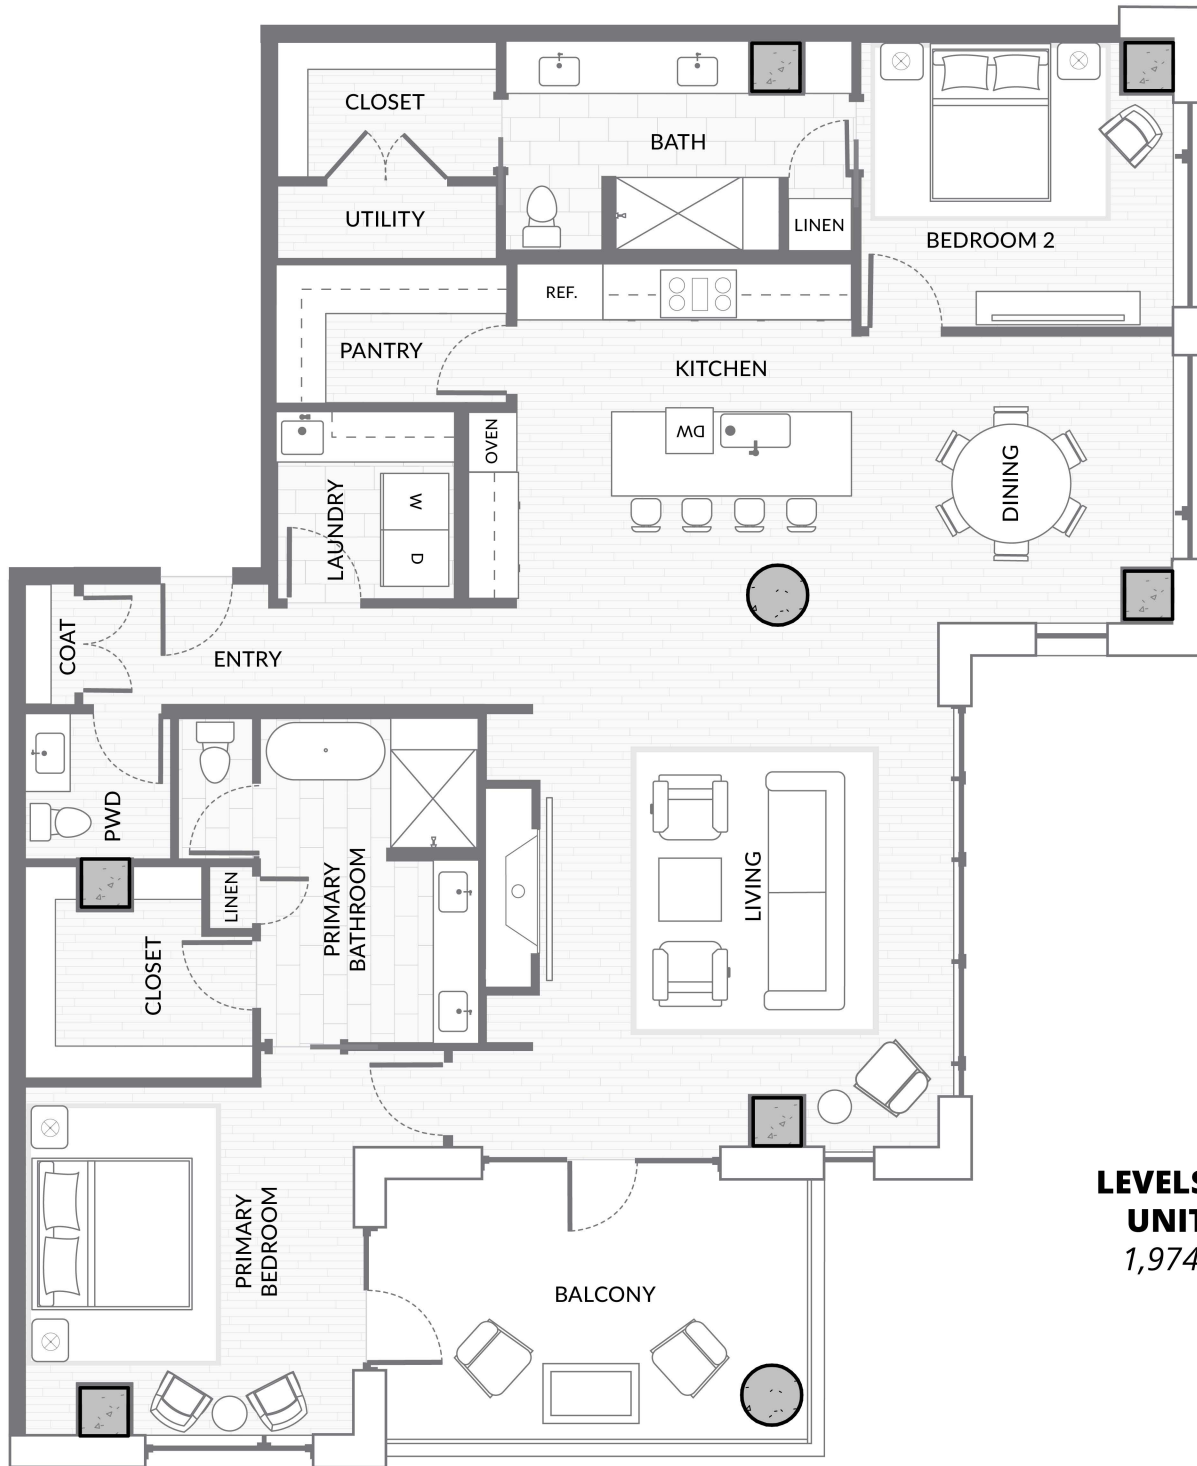 CLOSET
BATH
UTILITY
LINEN
BEDROOM 2
REF.
PANTRY
KITCHEN
OVEN
DW
DINING
LAUNDRY
W
D
COAT
ENTRY
PWD
LINEN
PRIMARY
BATHROOM
LIVING
CLOSET
PRIMARY
BEDROOM
BALCONY
LEVELS
UNIT
1,974